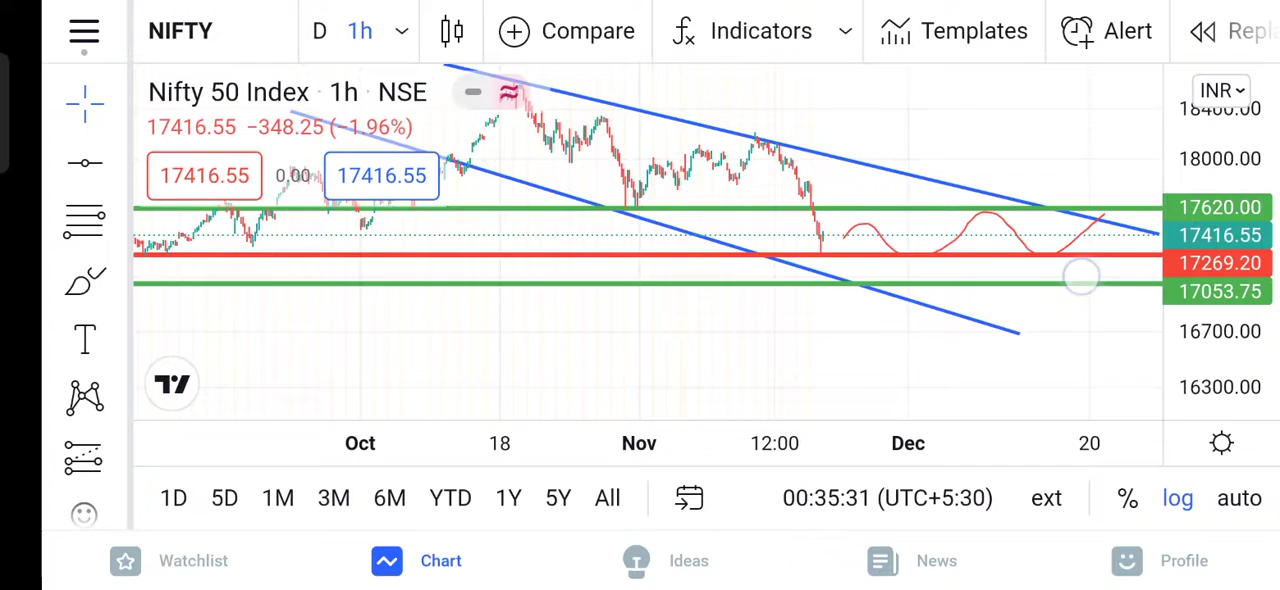 NIFTY D 1h Compare Indicators Templates Alert Repl
Nifty 50 Index · 1h · NSE
INR
18400.00
17416.55 −348.25 (−1.96%)
18000.00
17416.55 0.00 17416.55
17620.00
17416.55
17269.20
17053.75
16700.00
16300.00
Oct 18 Nov 12:00 Dec 20
1D 5D 1M 3M 6M YTD 1Y 5Y All 00:35:31 (UTC+5:30) ext % log auto
Watchlist Chart Ideas News Profile